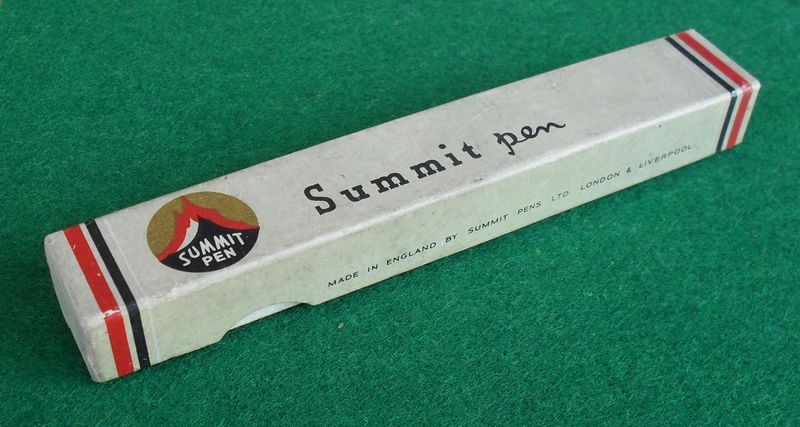 Summit pen
SUMMIT
PEN
MADE IN ENGLAND BY SUMMIT PENS LTD. LONDON & LIVERPOOL.